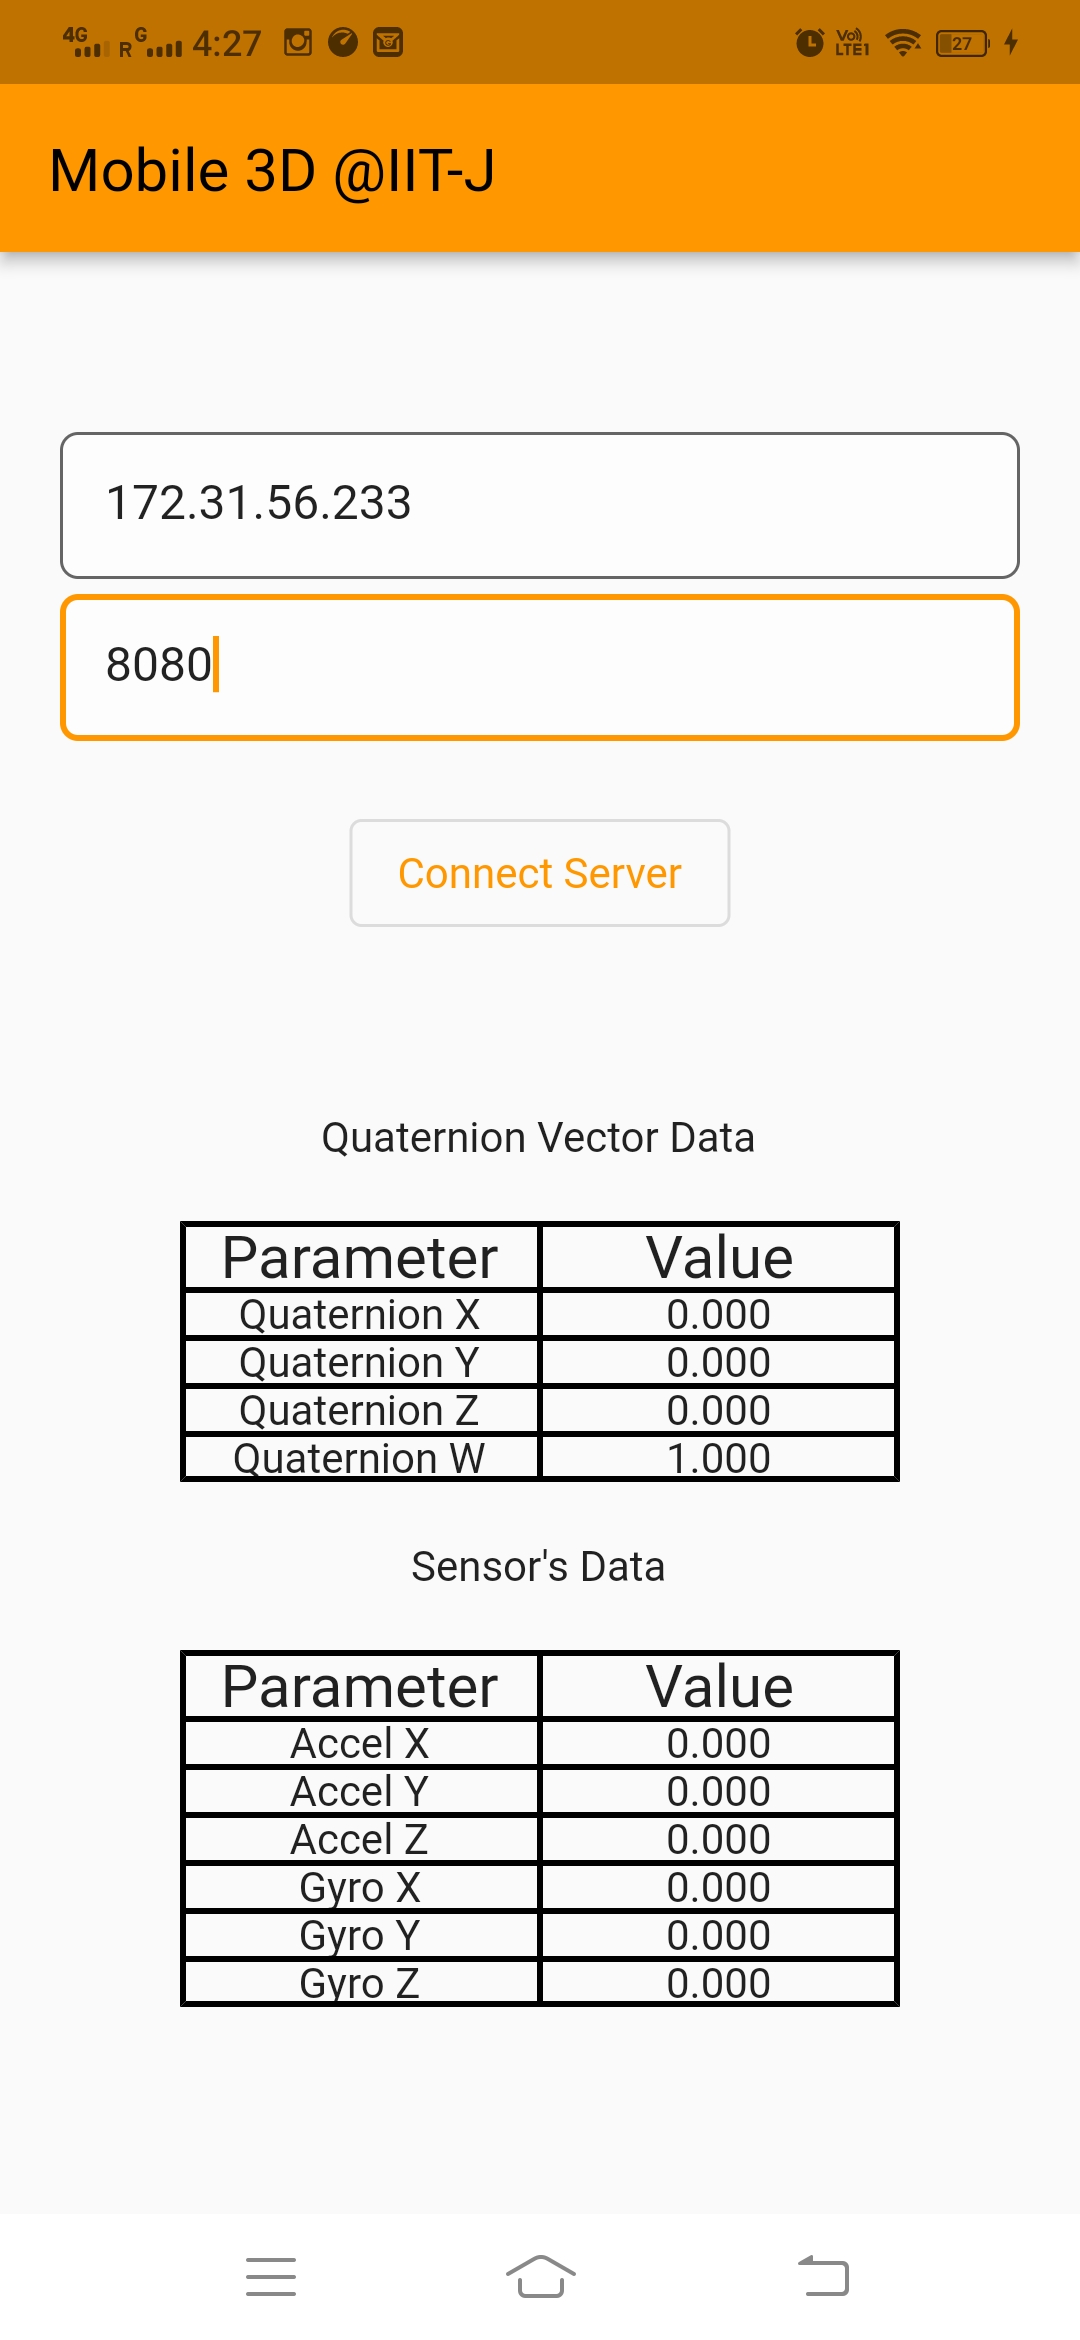 4G R G 4:27 Vo)) LTE1 27
Mobile 3D @IIT-J
172.31.56.233
8080
Connect Server
Quaternion Vector Data
Parameter Value
Quaternion X 0.000
Quaternion Y 0.000
Quaternion Z 0.000
Quaternion W 1.000
Sensor's Data
Parameter Value
Accel X 0.000
Accel Y 0.000
Accel Z 0.000
Gyro X 0.000
Gyro Y 0.000
Gyro Z 0.000